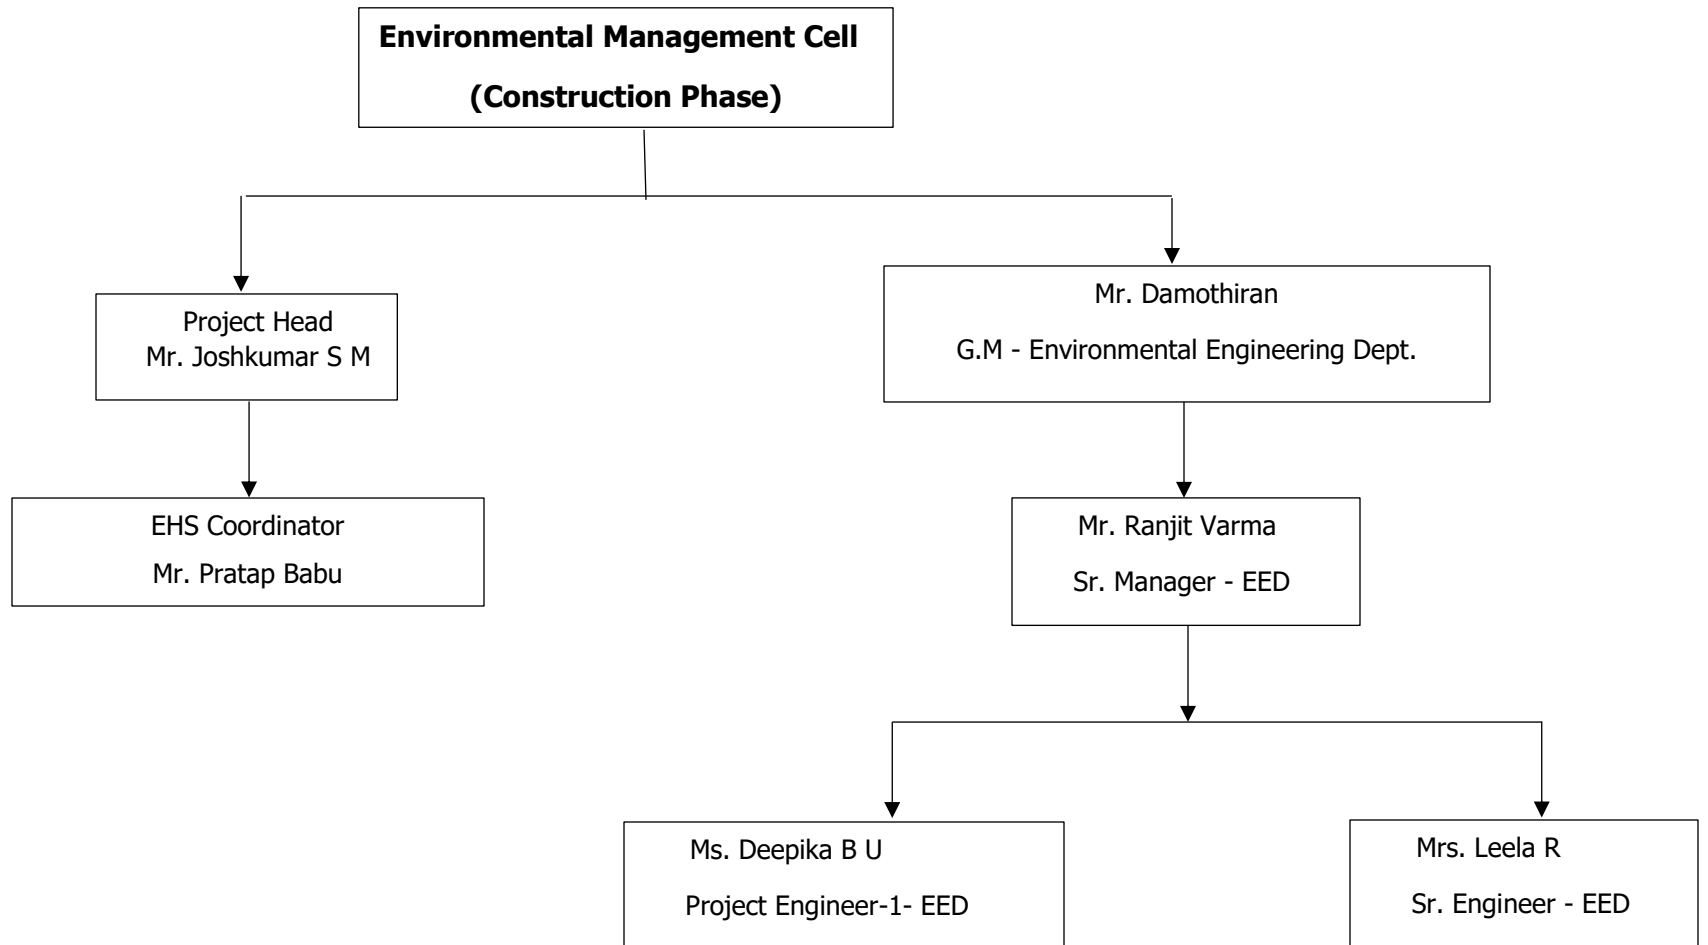 Environmental Management Cell
(Construction Phase)
Project Head
Mr. Joshkumar S M
Mr. Damothiran
G.M - Environmental Engineering Dept.
EHS Coordinator
Mr. Pratap Babu
Mr. Ranjit Varma
Sr. Manager - EED
Ms. Deepika B U
Project Engineer-1- EED
Mrs. Leela R
Sr. Engineer - EED